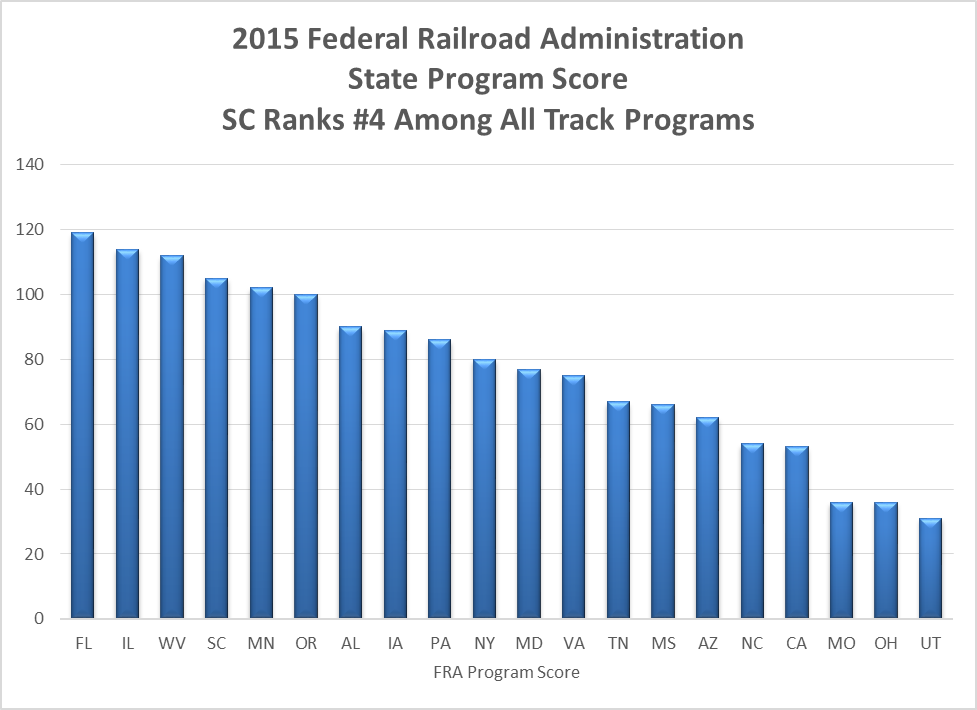 2015 Federal Railroad Administration
State Program Score
SC Ranks #4 Among All Track Programs
140
120
100
80
60
40
20
0
FL IL WV SC MN OR AL IA PA NY MD VA TN MS AZ NC CA MO OH UT
FRA Program Score